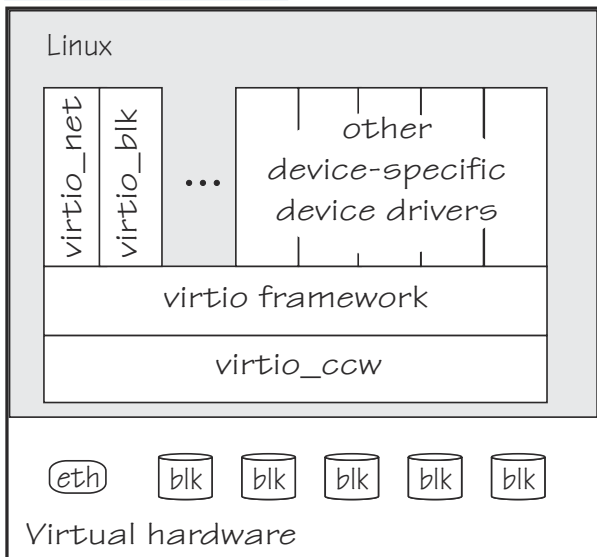 Linux
virtio_net
virtio_blk
...
other
device-specific
device drivers
virtio framework
virtio_ccw
eth
blk
blk
blk
blk
blk
Virtual hardware